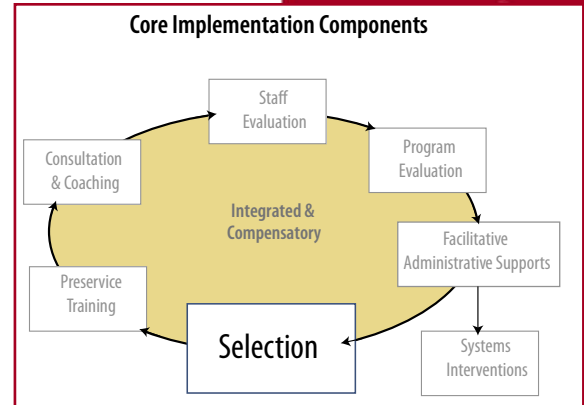 Core Implementation Components
Staff
Evaluation
Consultation
& Coaching
Program
Evaluation
Integrated &
Compensatory
Facilitative
Administrative Supports
Preservice
Training
Selection
Systems
Interventions